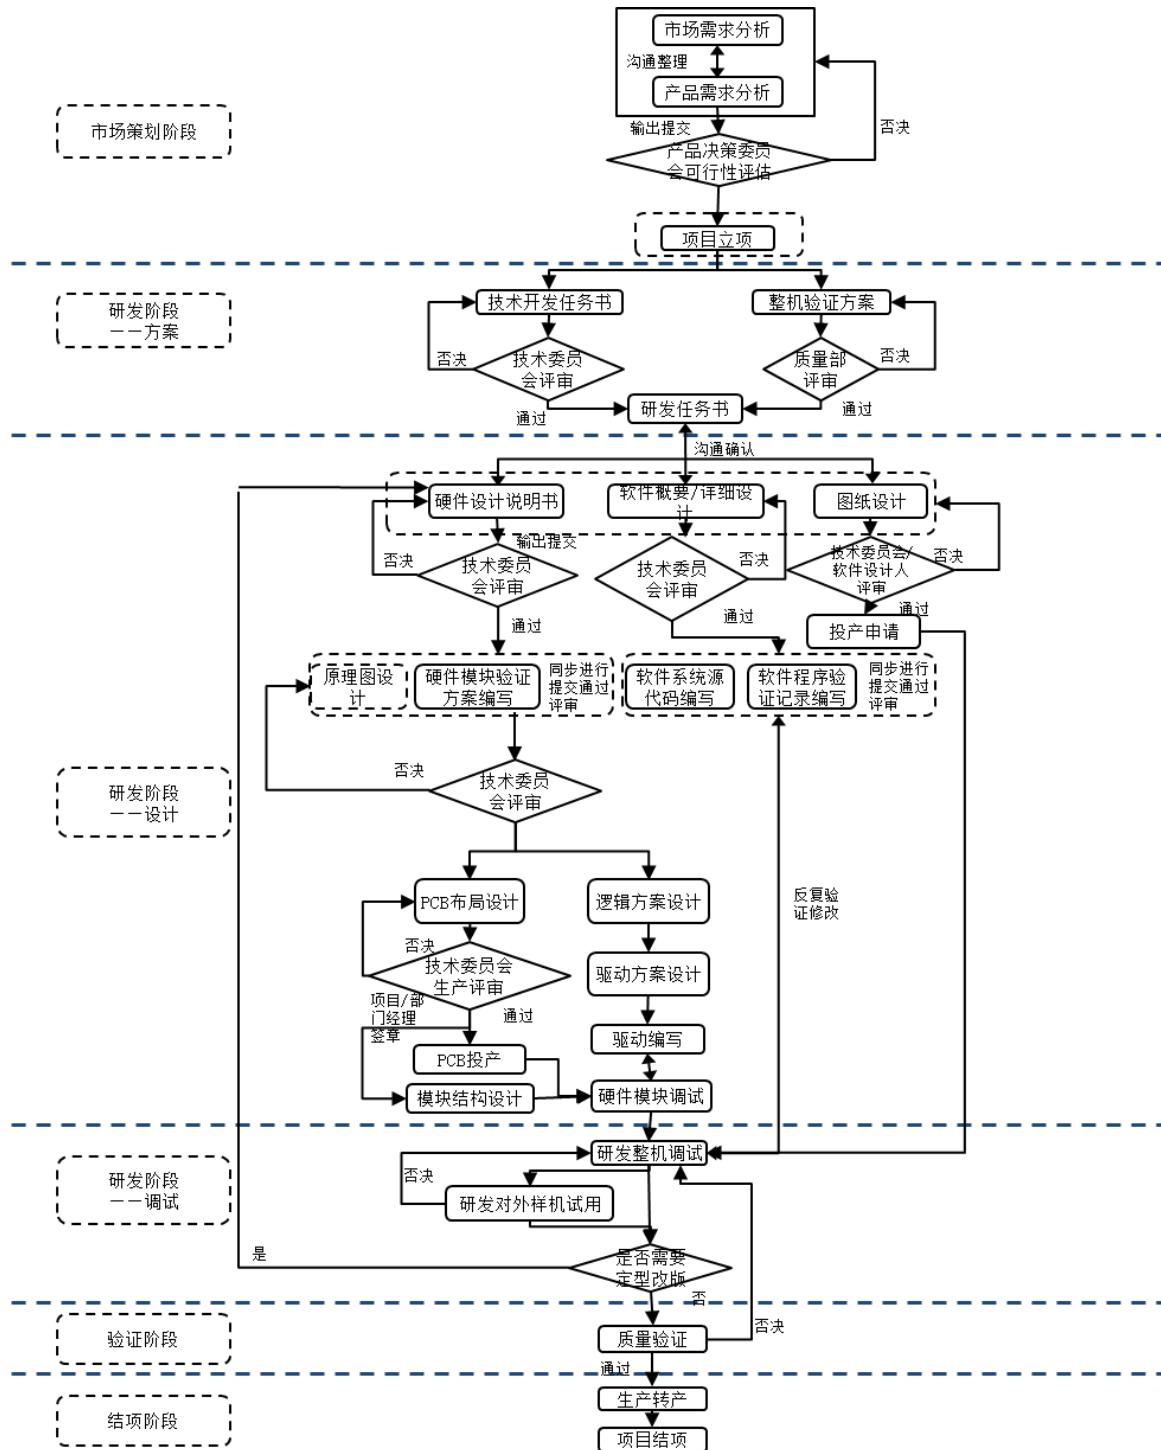 市场需求分析
沟通整理
产品需求分析
输出提交
否决
市场策划阶段
产品决策委员
会可行性评估
项目立项
研发阶段
——方案
技术开发任务书
整机验证方案
否决
技术委员
会评审
质量部
评审
否决
通过
研发任务书
通过
沟通确认
硬件设计说明书
软件概要/详细设
计
图纸设计
输出提交
否决
技术委员
会评审
技术委员
会评审
否决
技术委员会/
软件设计人
评审
否决
通过
通过
通过
投产申请
原理图设
计
硬件模块验证
方案编写
同步进行
提交通过
评审
软件系统源
代码编写
软件程序验
证记录编写
同步进行
提交通过
评审
否决
技术委员
会评审
研发阶段
——设计
PCB布局设计
逻辑方案设计
反复验
证修改
否决
技术委员会
生产评审
驱动方案设计
项目/部
门经理
签章
通过
驱动编写
PCB投产
模块结构设计
硬件模块调试
研发整机调试
否决
研发阶段
——调试
研发对外样机试用
是
是否需要
定型改版
否
验证阶段
质量验证
否决
通过
结项阶段
生产转产
项目结项